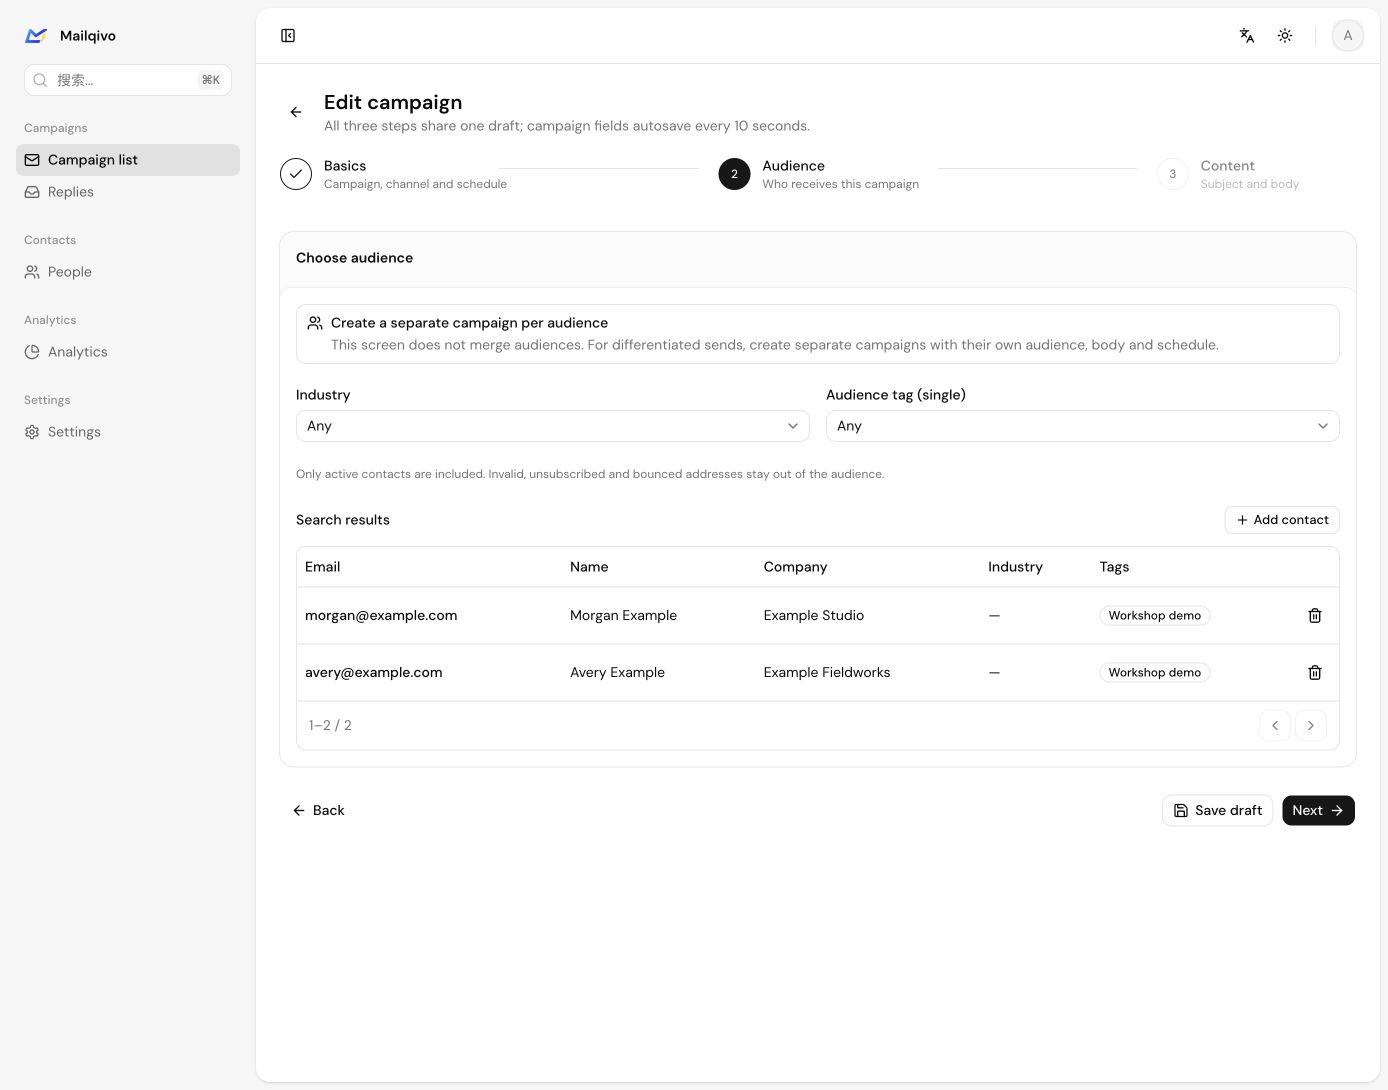 Mailqivo
搜索...
⌘K
Campaigns
Campaign list
Replies
Contacts
People
Analytics
Analytics
Settings
Settings
A
Edit campaign
All three steps share one draft; campaign fields autosave every 10 seconds.
Basics
Campaign, channel and schedule
2
Audience
Who receives this campaign
3
Content
Subject and body
Choose audience
Create a separate campaign per audience
This screen does not merge audiences. For differentiated sends, create separate campaigns with their own audience, body and schedule.
Industry
Any
Audience tag (single)
Any
Only active contacts are included. Invalid, unsubscribed and bounced addresses stay out of the audience.
Search results
Add contact
Email Name Company Industry Tags
morgan@example.com Morgan Example Example Studio — Workshop demo
avery@example.com Avery Example Example Fieldworks — Workshop demo
1–2 / 2
Back
Save draft
Next